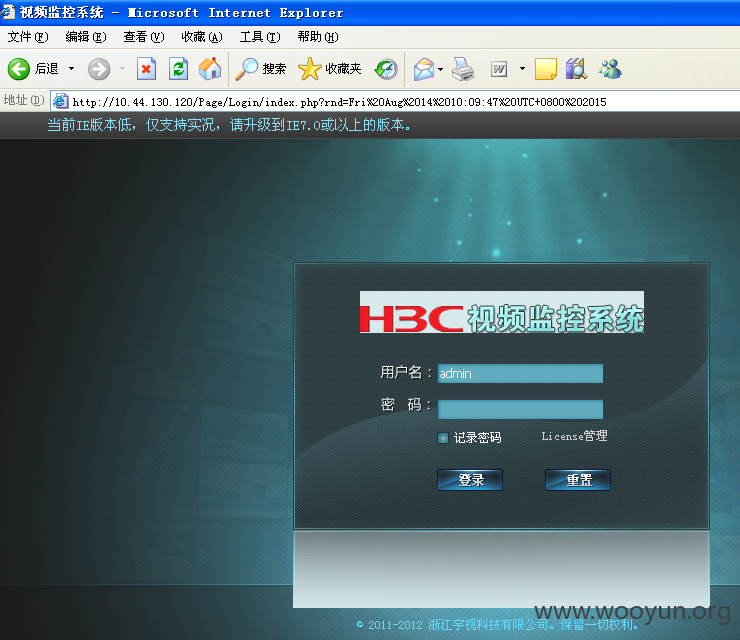 视频监控系统 - Microsoft Internet Explorer
文件(F) 编辑(E) 查看(V) 收藏(A) 工具(T) 帮助(H)
后退 搜索 收藏夹 W
地址(D) http://10.44.130.120/Page/Login/index.php?rnd=Fri%20Aug%2014%2010:09:47%20UTC+0800%202015
当前IE版本低，仅支持实况，请升级到IE7.0或以上的版本。
H3C 视频监控系统
用户名：admin
密 码：
记录密码 License管理
登录 重置
www.wooyun.org
© 2011-2012 浙江宇视科技有限公司。保留一切权利。